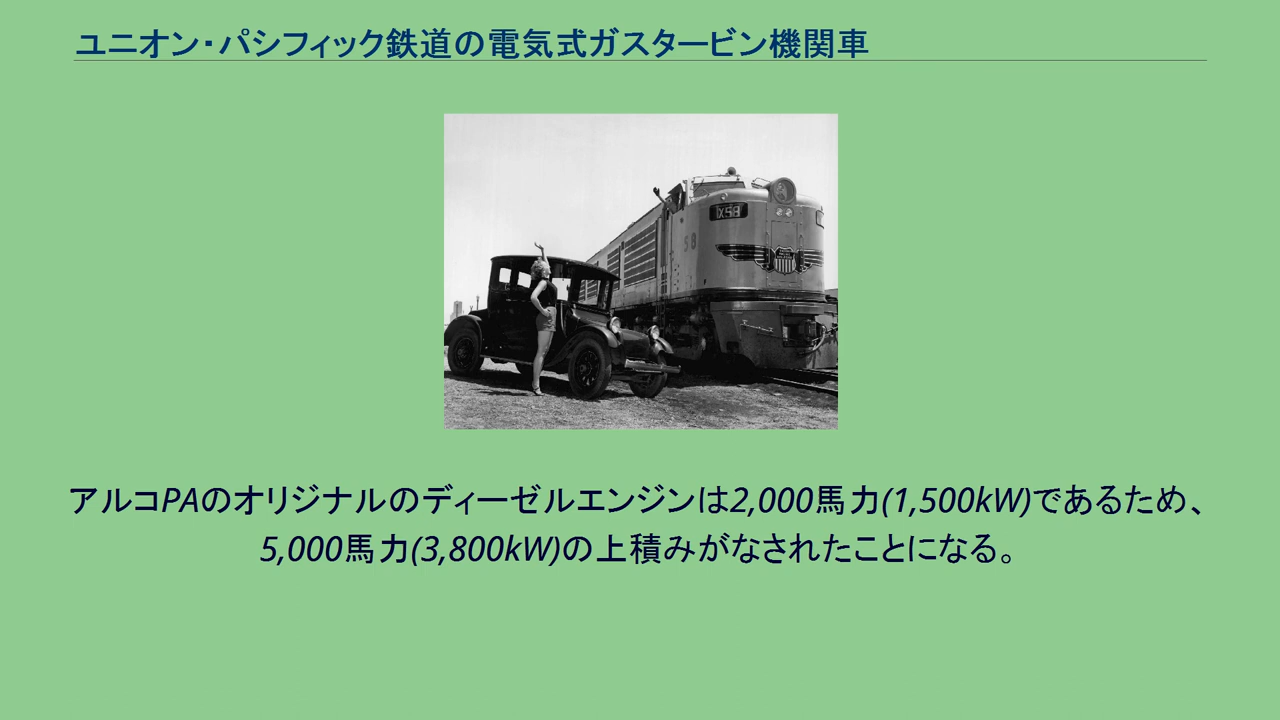 ユニオン・パシフィック鉄道の電気式ガスタービン機関車
X58
58
アルコPAのオリジナルのディーゼルエンジンは2,000馬力(1,500kW)であるため、
5,000馬力(3,800kW)の上積みがなされたことになる。